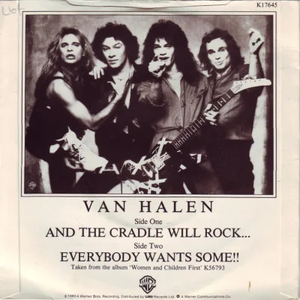 K17645
VAN HALEN
Side One
AND THE CRADLE WILL ROCK...
Side Two
EVERYBODY WANTS SOME!!
Taken from the album 'Women and Children First' K56793